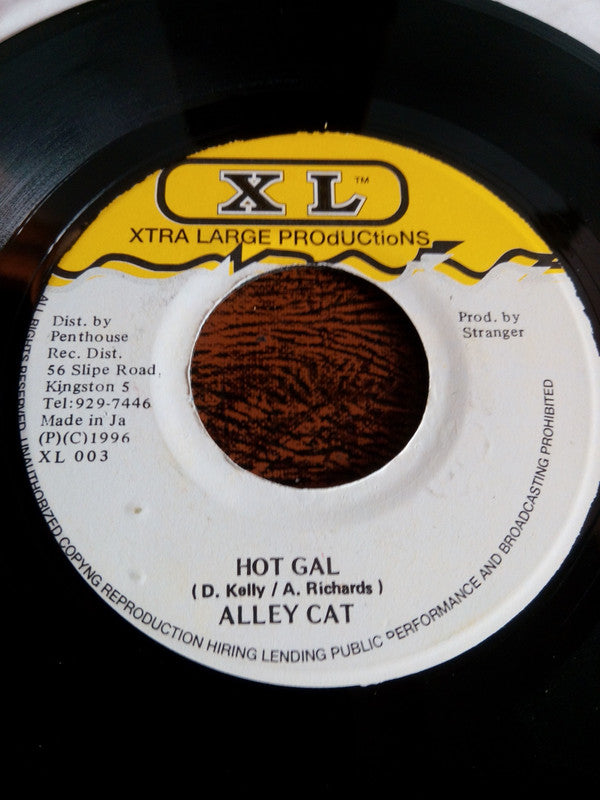 X L™
XTRA LARGE PROdUCtioNS
Dist. by
Penthouse
Rec. Dist.
56 Slipe Road,
Kingston 5
Tel:929-7446
Made in Ja
(P)(C)1996
XL 003
Prod. by
Stranger
HOT GAL
(D. Kelly / A. Richards)
ALLEY CAT
ALL RIGHTS RESERVED. UNAUTHORIZED COPYNG REPRODUCTION HIRING LENDING PUBLIC PERFORMANCE AND BROADCASTING PROHIBITED